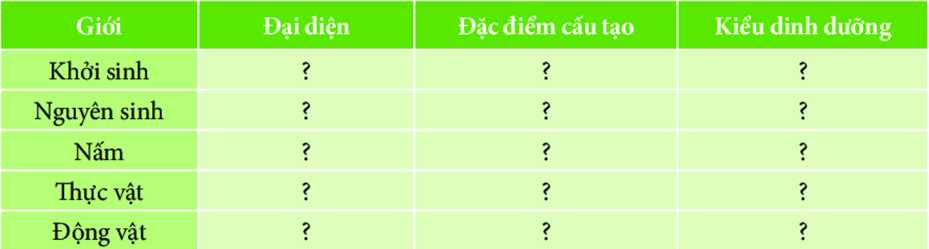 Giới Đại diện Đặc điểm cấu tạo Kiểu dinh dưỡng
Khởi sinh ? ? ?
Nguyên sinh ? ? ?
Nấm ? ? ?
Thực vật ? ? ?
Động vật ? ? ?